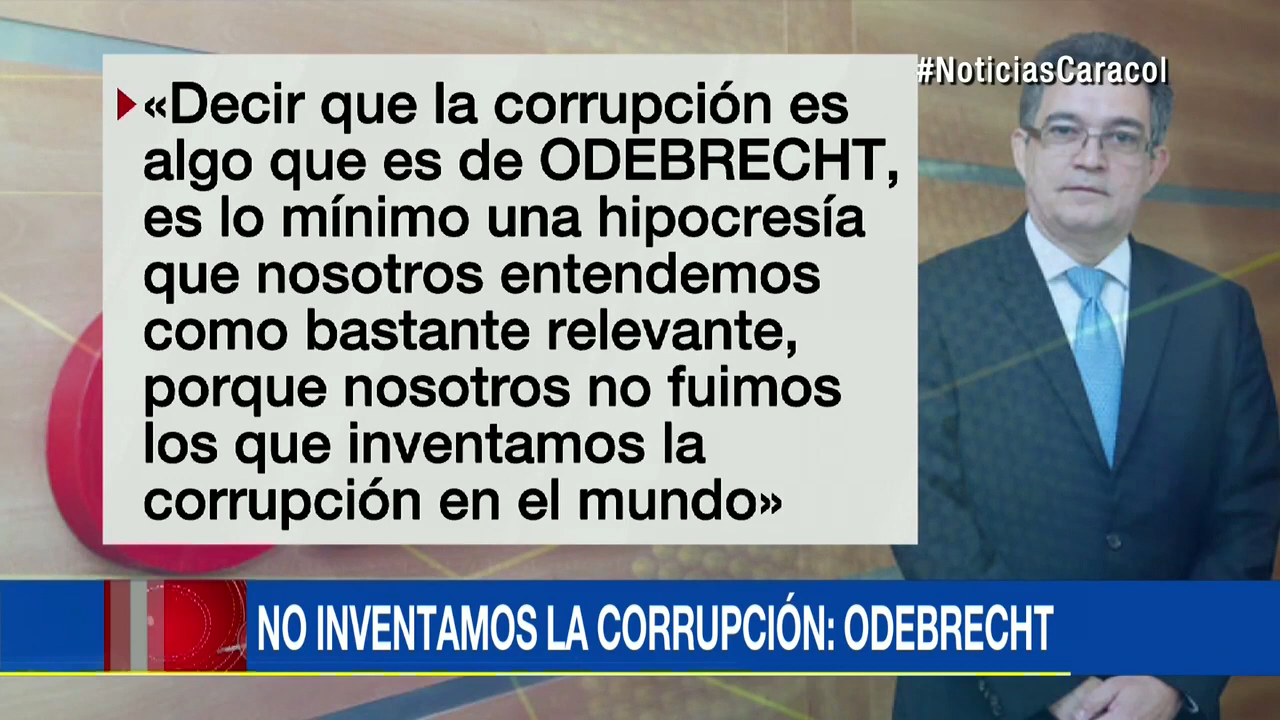 #NoticiasCaracol
«Decir que la corrupción es
algo que es de ODEBRECHT,
es lo mínimo una hipocresía
que nosotros entendemos
como bastante relevante,
porque nosotros no fuimos
los que inventamos la
corrupción en el mundo»
NO INVENTAMOS LA CORRUPCIÓN: ODEBRECHT